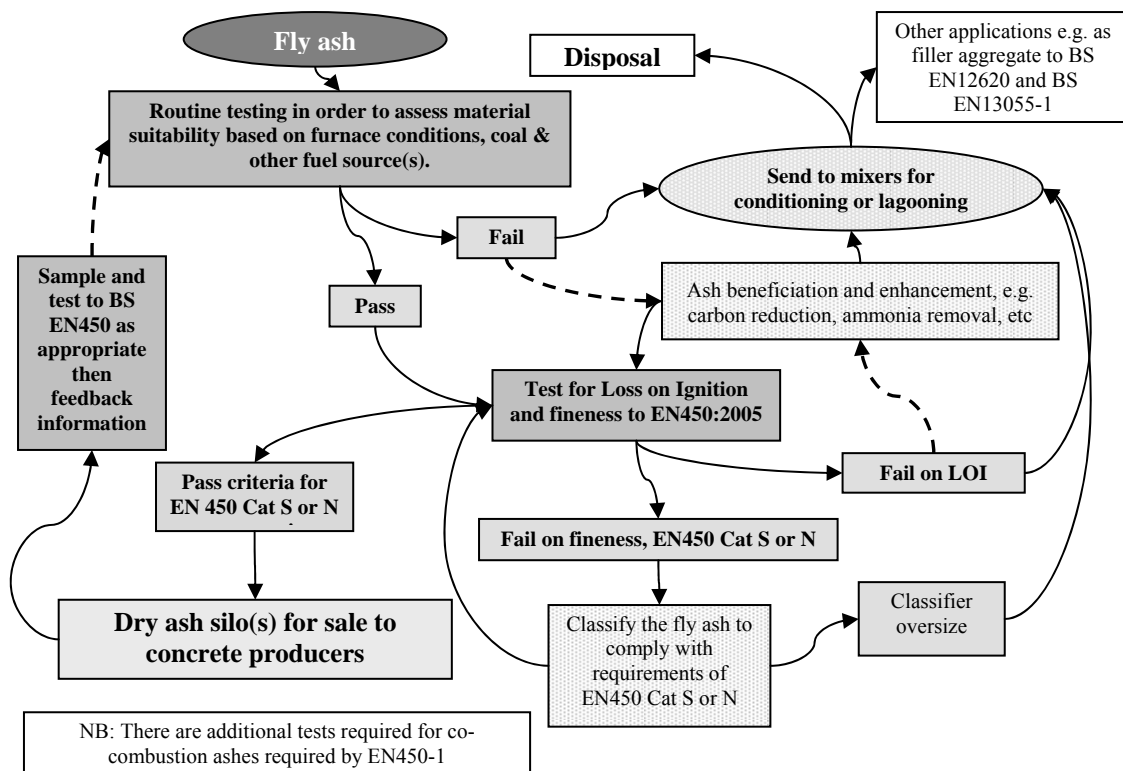 Fly ash
Disposal
Other applications e.g. as
filler aggregate to BS
EN12620 and BS
EN13055-1
Routine testing in order to assess material
suitability based on furnace conditions, coal &
other fuel source(s).
Send to mixers for
conditioning or lagooning
Fail
Sample and
test to BS
EN450 as
appropriate
then
feedback
information
Pass
Ash beneficiation and enhancement, e.g.
carbon reduction, ammonia removal, etc
Test for Loss on Ignition
and fineness to EN450:2005
Pass criteria for
EN 450 Cat S or N
Fail on LOI
Fail on fineness, EN450 Cat S or N
Dry ash silo(s) for sale to
concrete producers
Classify the fly ash to
comply with
requirements of
EN450 Cat S or N
Classifier
oversize
NB: There are additional tests required for co-
combustion ashes required by EN450-1